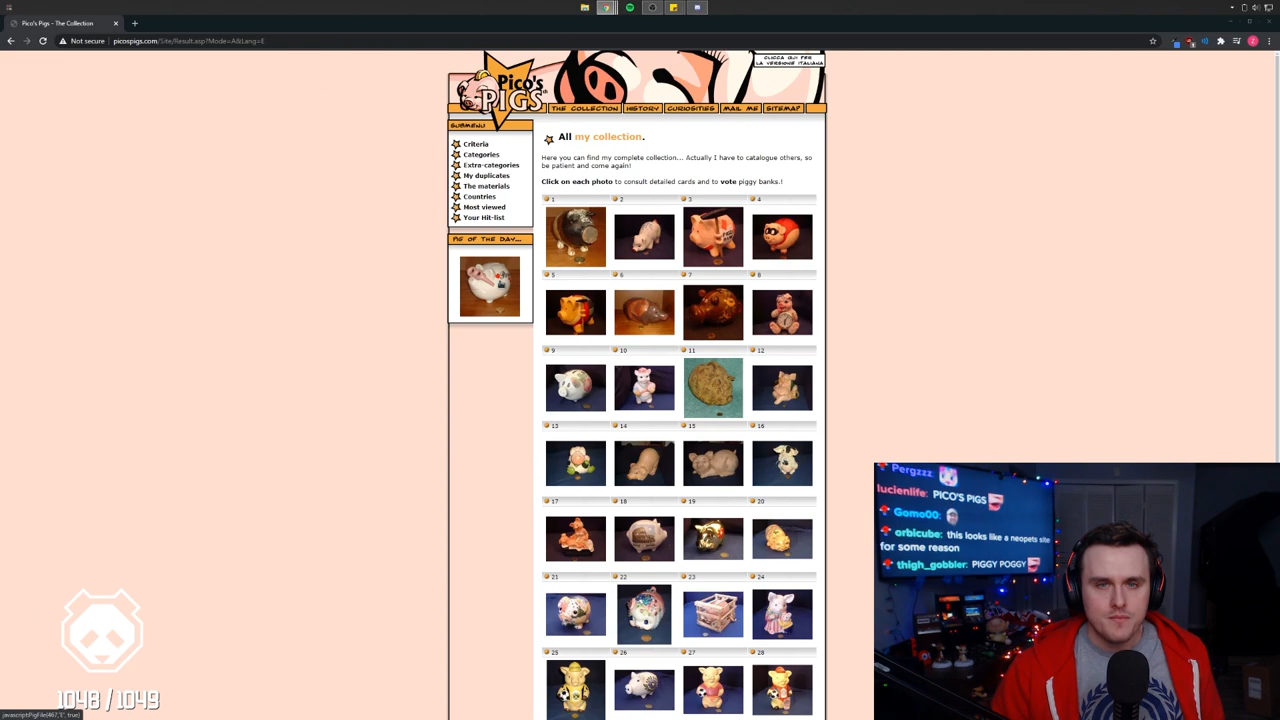 Pico's Pigs - The Collection
Not secure
picospigs.com/Site/Result.asp?Mode=A&Lang=E
CLICCA QUI PER
LA VERSIONE ITALIANA
Pico's
PIGS
THE COLLECTION
HISTORY
CURIOSITIES
MAIL ME
SITEMAP
SUBMENU
Criteria
Categories
Extra-categories
My duplicates
The materials
Countries
Most viewed
Your Hit-list
PIG OF THE DAY...
All my collection.
Here you can find my complete collection... Actually I have to catalogue others, so
be patient and come again!
Click on each photo to consult detailed cards and to vote piggy banks.!
1 2 3 4
5 6 7 8
9 10 11 12
13 14 15 16
17 18 19 20
21 22 23 24
25 26 27 28
Pergzzz:
lucienlife: PICO'S PIGS
Gomo00:
orbicube: this looks like a neopets site
for some reason
thigh_gobbler: PIGGY POGGY
1048 / 1049
javascript:PigFile(467,'E', true)